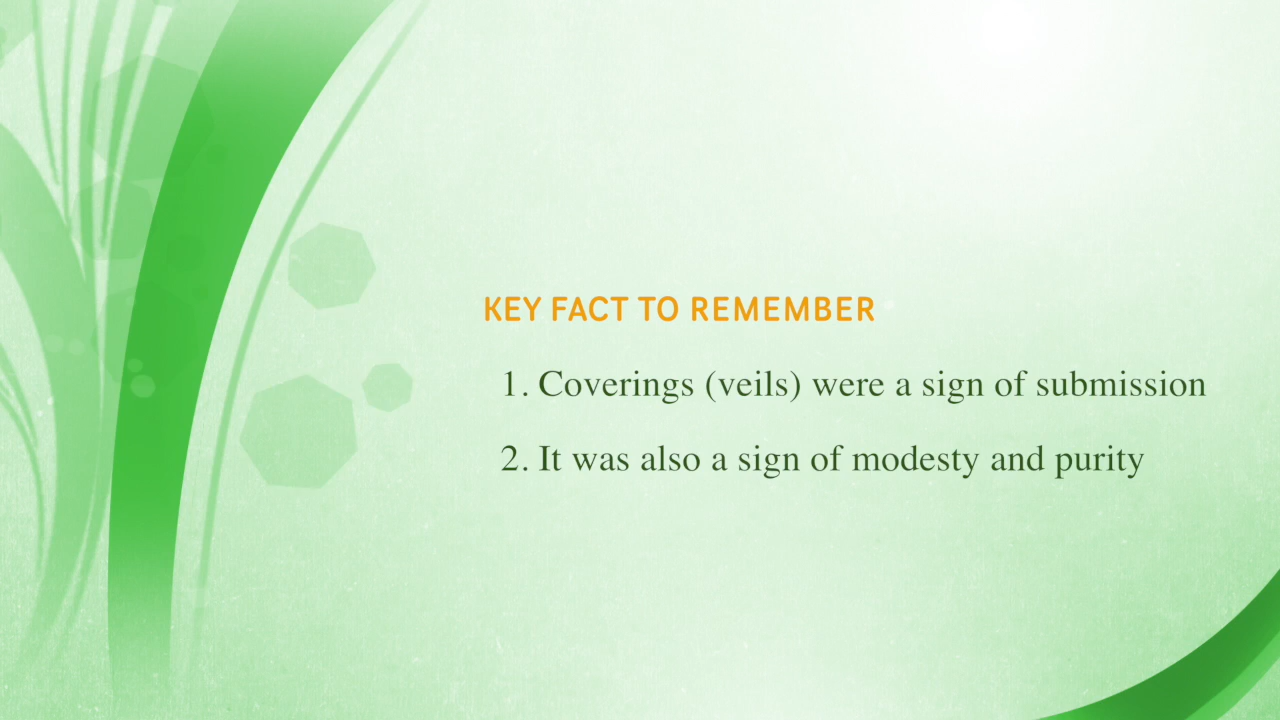 KEY FACT TO REMEMBER
1. Coverings (veils) were a sign of submission
2. It was also a sign of modesty and purity